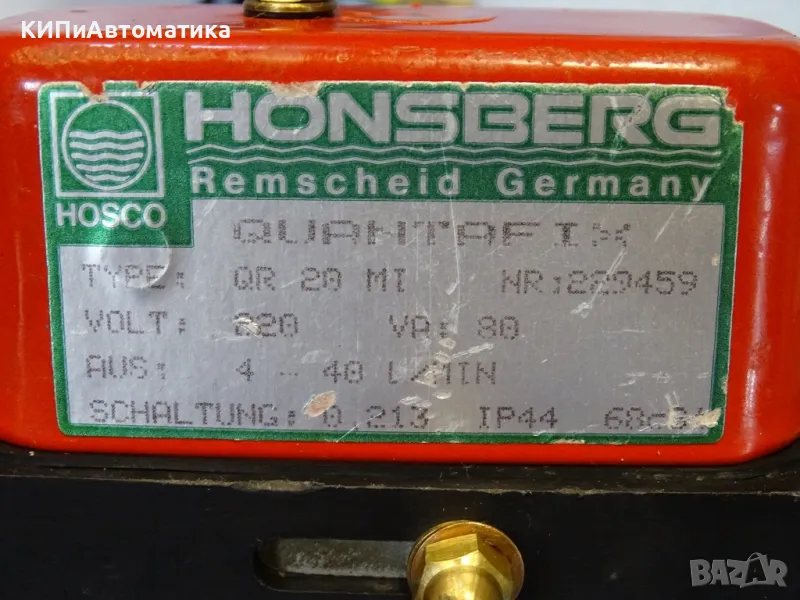 КИПиАвтоматика
HONSBERG
Remscheid Germany
HOSCO
QUANTAFIX
TYPE: QR 20 MI NR:229459
VOLT: 220 VA: 80
AUS: 4 - 40 L/MIN
SCHALTUNG: Q 213 IP44
BAZAR